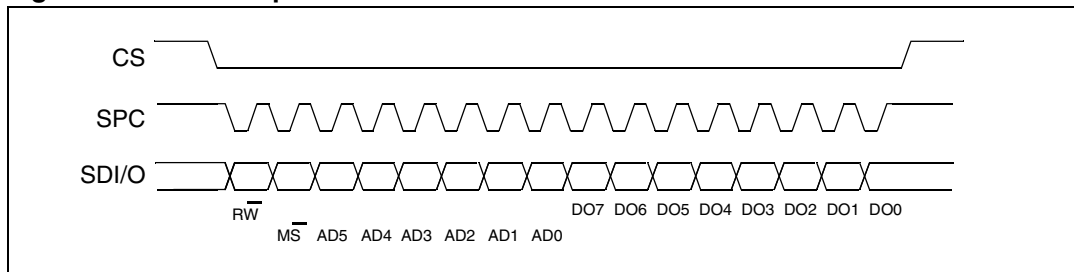 CS
SPC
SDI/O
RW̅ DO7 DO6 DO5 DO4 DO3 DO2 DO1 DO0
MS̅ AD5 AD4 AD3 AD2 AD1 AD0